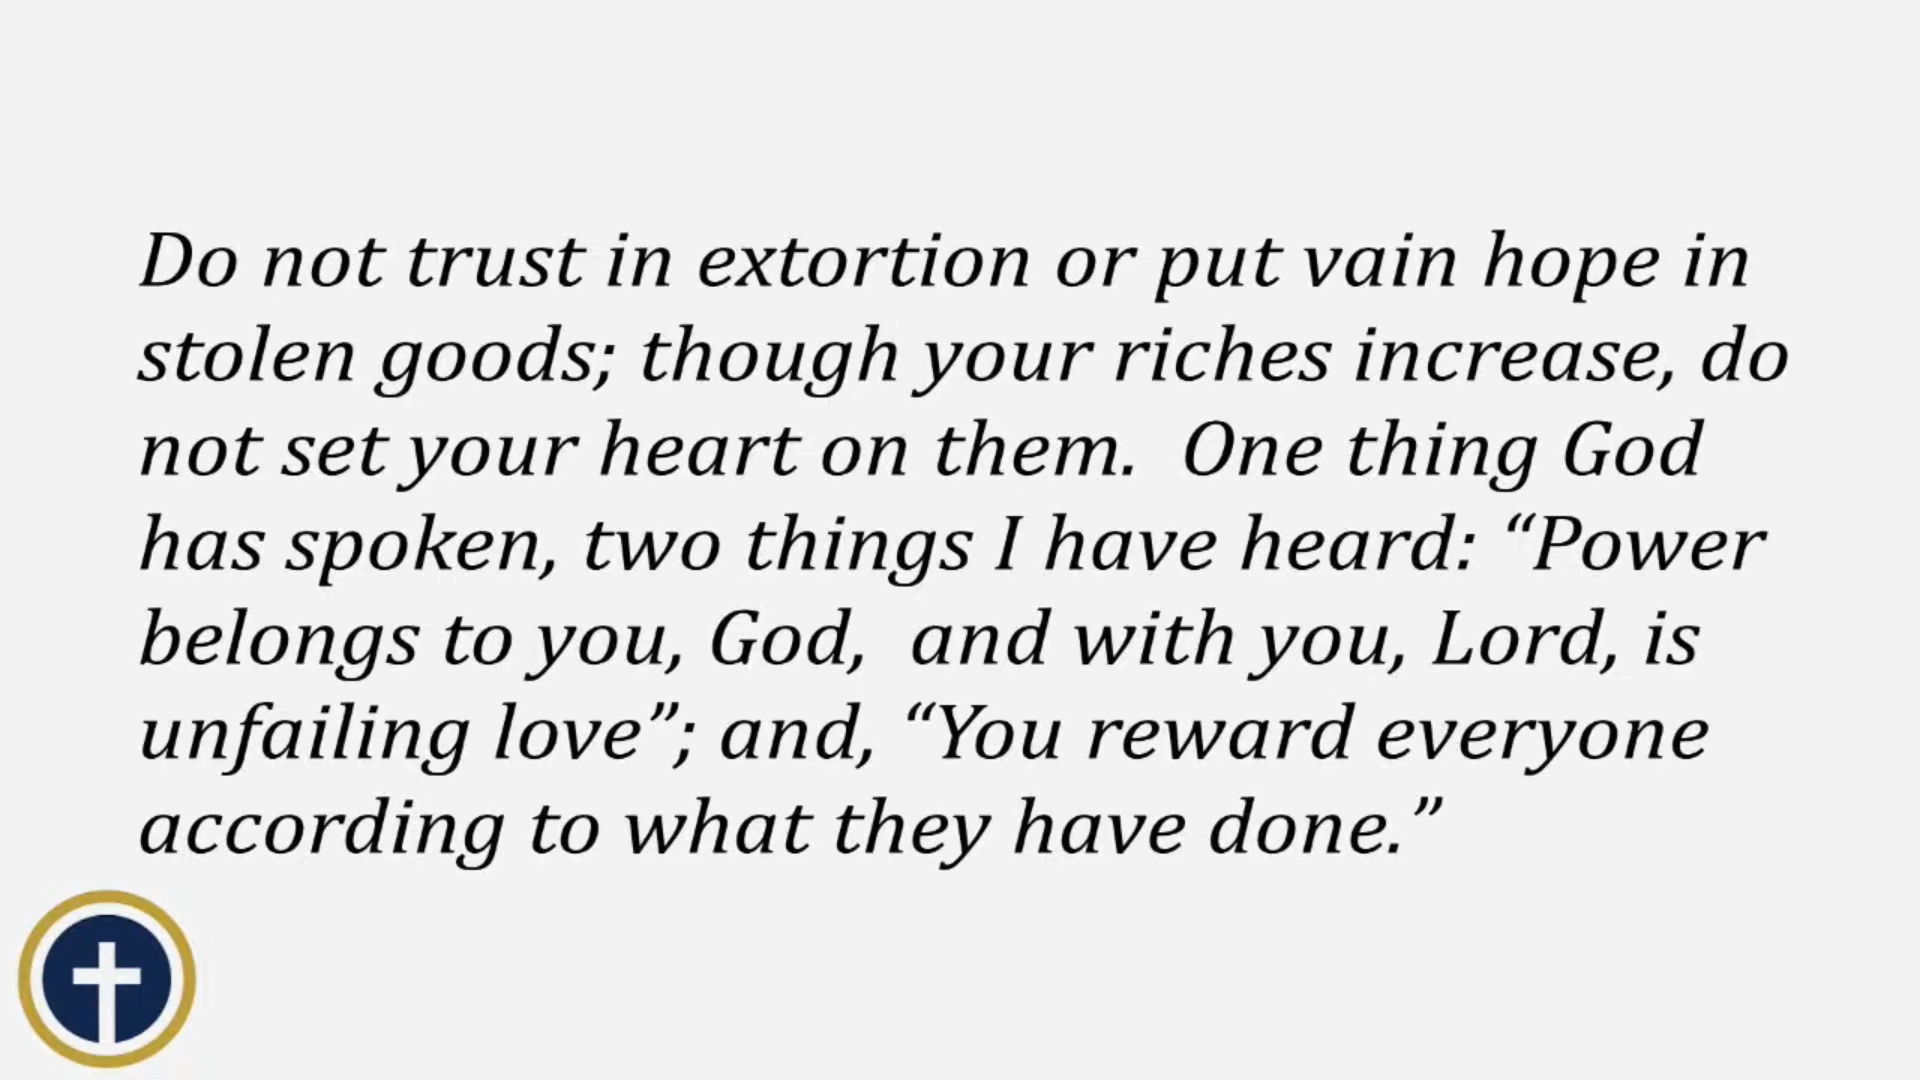 Do not trust in extortion or put vain hope in
stolen goods; though your riches increase, do
not set your heart on them.  One thing God
has spoken, two things I have heard: “Power
belongs to you, God,  and with you, Lord, is
unfailing love”; and, “You reward everyone
according to what they have done.”